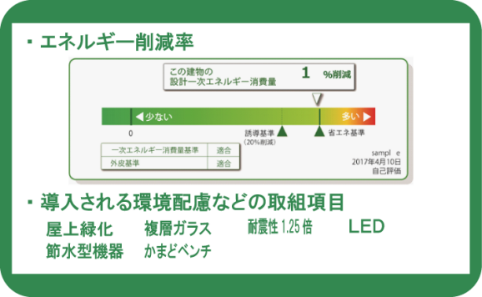 ・エネルギー削減率
この建物の
設計一次エネルギー消費量 1 %削減
少ない 多い
0 誘導基準 省エネ基準
(20%削減)
一次エネルギー消費量基準 適合
外皮基準 適合
sampl e
2017年4月10日
自己評価
・導入される環境配慮などの取組項目
屋上緑化 複層ガラス 耐震性1.25倍 LED
節水型機器 かまどベンチ